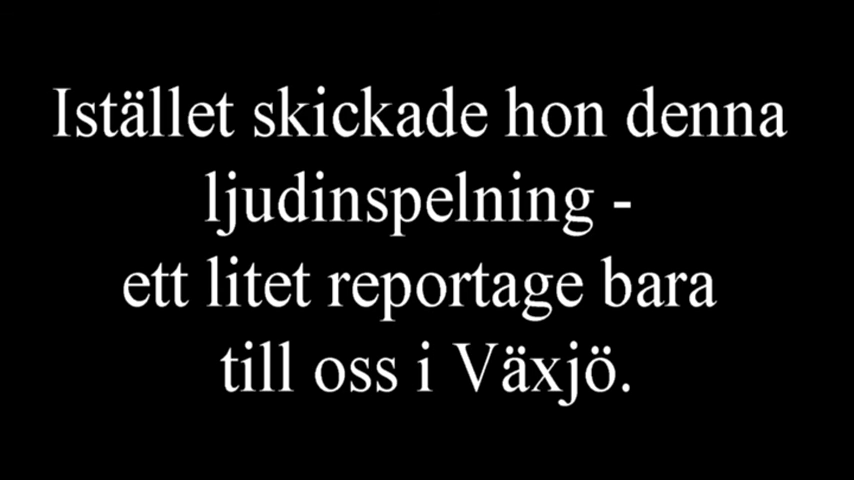 Istället skickade hon denna
ljudinspelning -
ett litet reportage bara
till oss i Växjö.